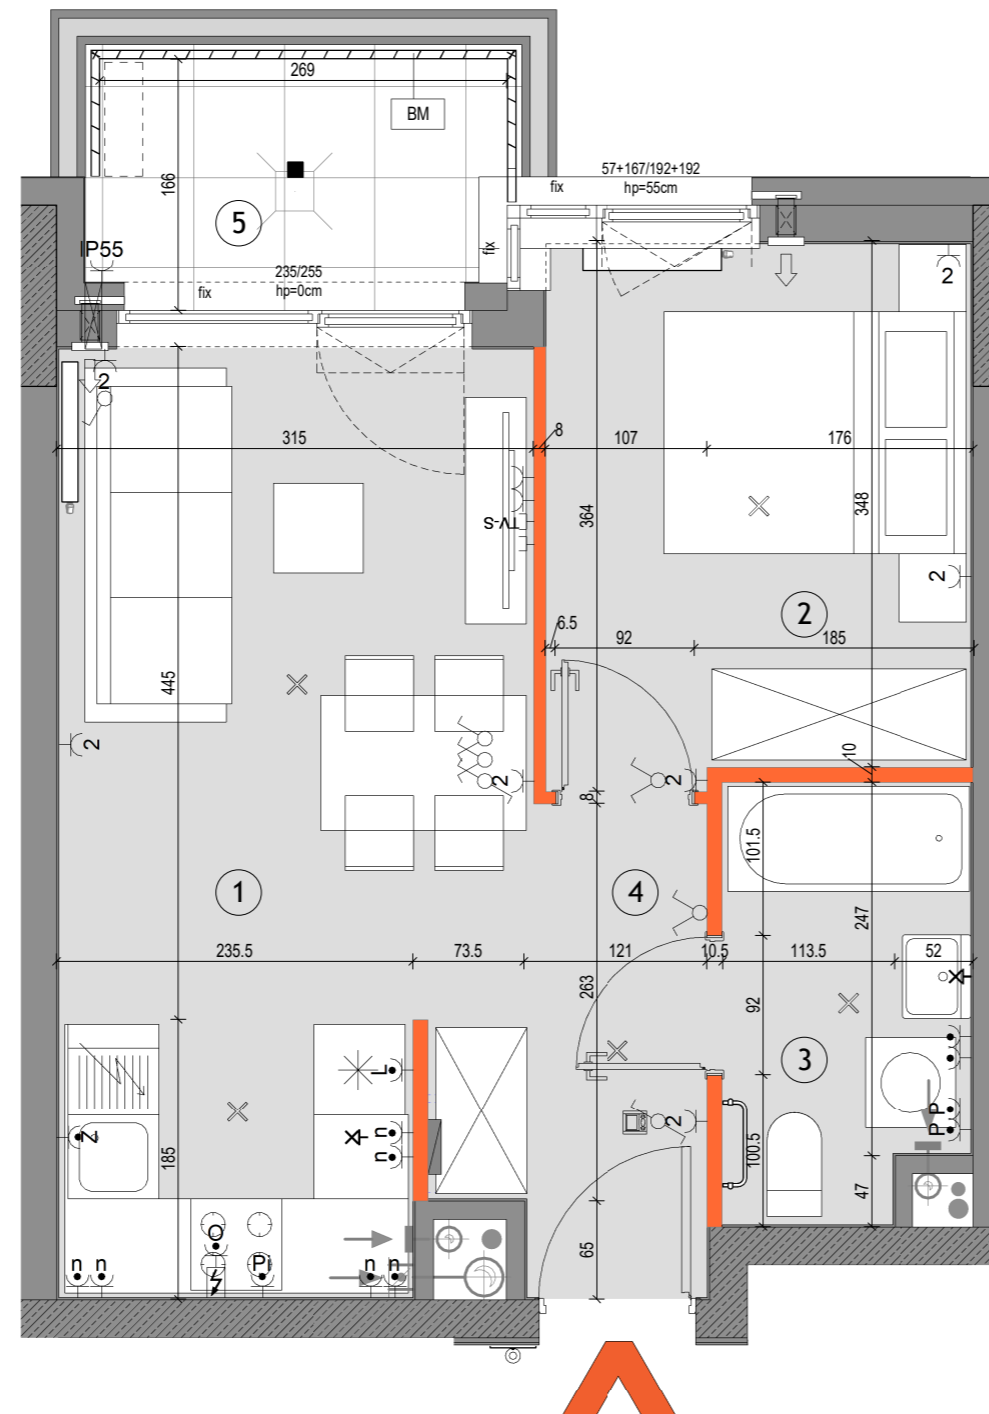 269
BM
57+167/192+192
fix
hp=55cm
166
5
fix
IP55
235/255
fix
hp=0cm
2
2
315
8
107
176
364
348
TV-S
2
2
6.5
92
185
445
2
10
2
2
8
101.5
1
4
247
235.5
73.5
121
10.5
113.5
52
263
92
3
L
Z
n
n
2
P
P
185
100.5
47
65
O
n
n
Pi
n
n